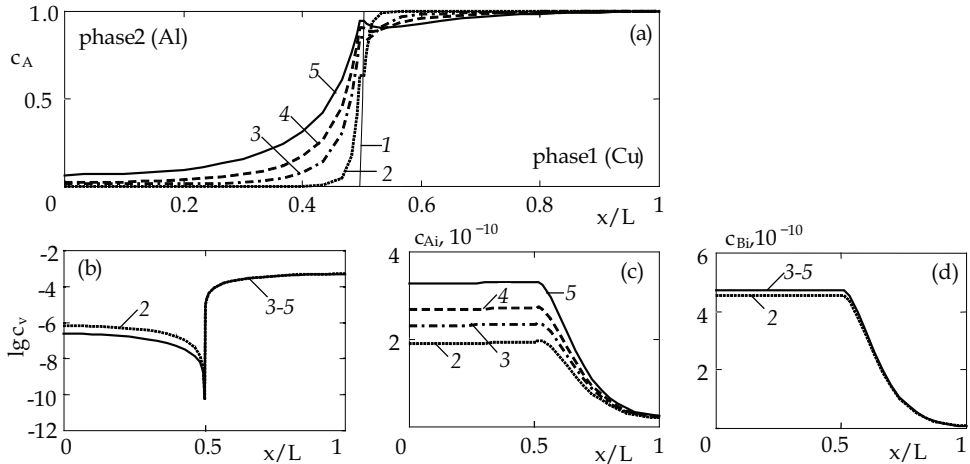 1.0
phase2 (Al)
(a)
c_A
5
0.5
4
3
1
phase1 (Cu)
2
0 0.2 0.4 0.6 0.8 1
x/L
-2
(b)
-4
3-5
2
-6
lg c_v
-8
-10
-12
0 0.5 1
x/L
c_Ai, 10^-10
4
(c)
5
4
2
2
3
0 0.5 1
x/L
c_Bi, 10^-10
6
(d)
3-5
4
2
2
0 0.5 1
x/L